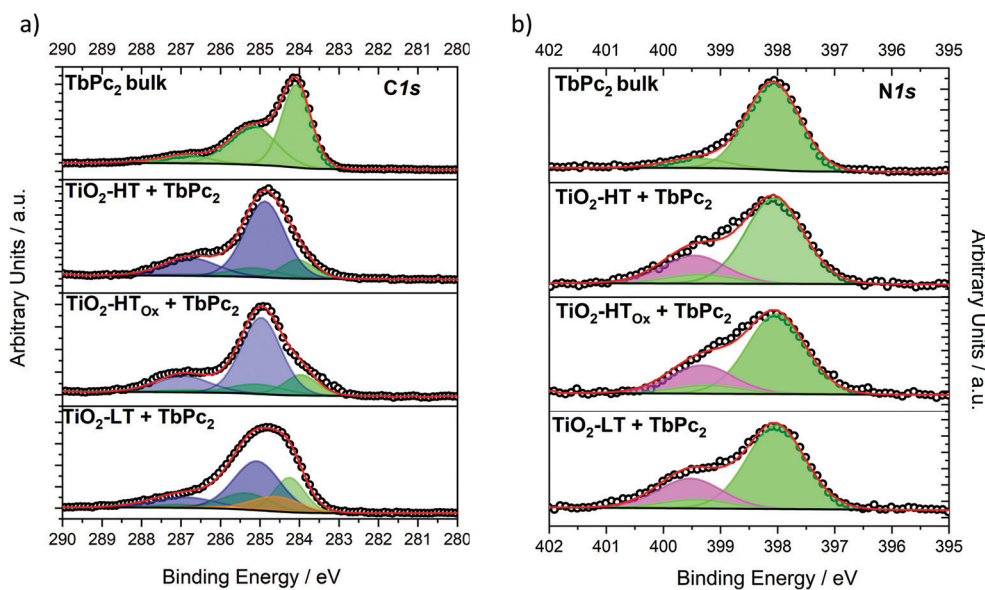 a)
290 289 288 287 286 285 284 283 282 281 280
TbPc2 bulk
C1s
TiO2-HT + TbPc2
TiO2-HTOx + TbPc2
TiO2-LT + TbPc2
290 289 288 287 286 285 284 283 282 281 280
Binding Energy / eV
Arbitrary Units / a.u.
b)
402 401 400 399 398 397 396 395
TbPc2 bulk
N1s
TiO2-HT + TbPc2
TiO2-HTOx + TbPc2
TiO2-LT + TbPc2
402 401 400 399 398 397 396 395
Binding Energy / eV
Arbitrary Units / a.u.